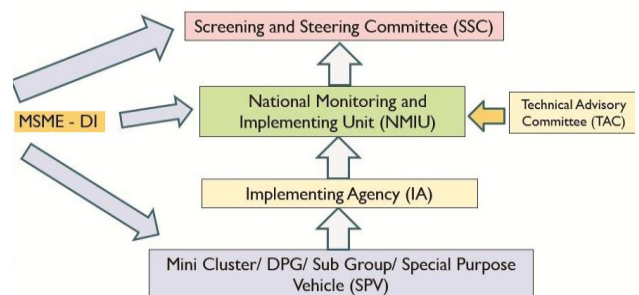 Screening and Steering Committee (SSC)
National Monitoring and
Implementing Unit (NMIU)
MSME - DI
Technical Advisory
Committee (TAC)
Implementing Agency (IA)
Mini Cluster/ DPG/ Sub Group/ Special Purpose
Vehicle (SPV)